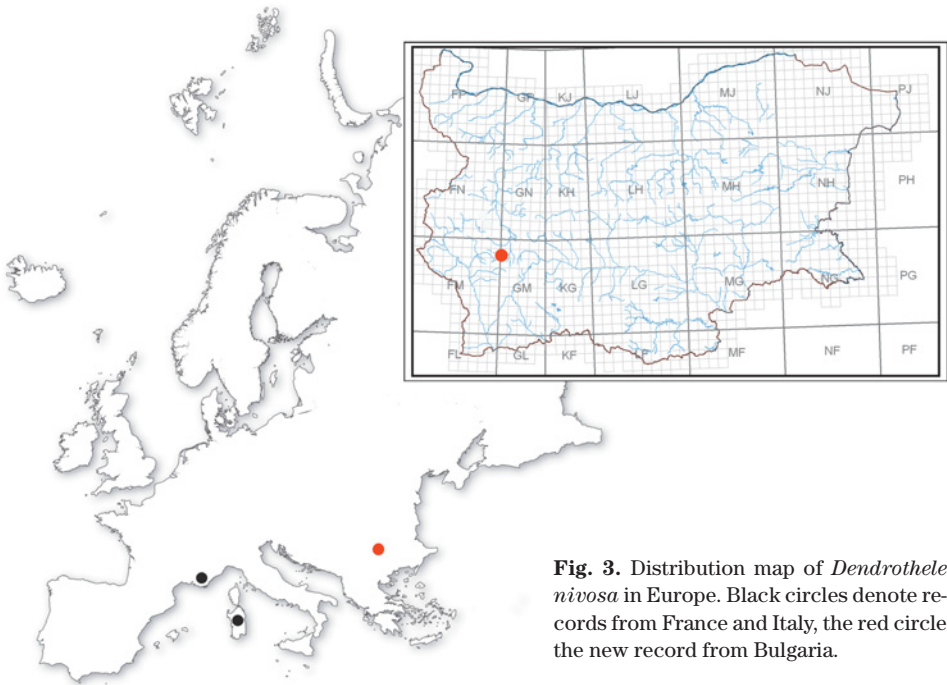 FP GP KJ LJ MJ NJ PJ
FN GN KH LH MH NH PH
FM GM KG LG MG NG PG
FL GL KF LF MF NF PF
Fig. 3. Distribution map of Dendrothele
nivosa in Europe. Black circles denote re-
cords from France and Italy, the red circle
the new record from Bulgaria.